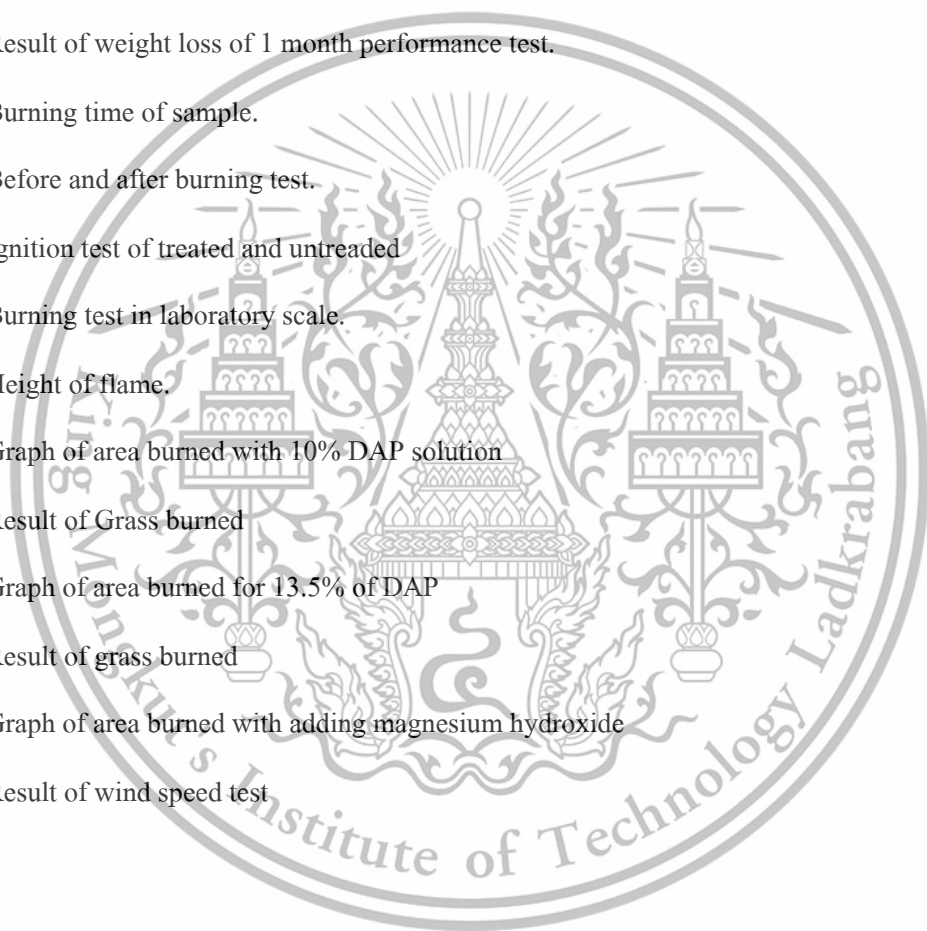 Result of weight loss of 1 month performance test.
Burning time of sample.
Before and after burning test.
gnition test of treated and untreaded
Burning test in laboratory scale.
Height of flame.
Graph of area burned with 10% DAP solution
Result of Grass burned
Graph of area burned for 13.5% of DAP
Result of grass burned
Graph of area burned with adding magnesium hydroxide
Result of wind speed test
King Mongkut's Institute of Technology Ladkrabang